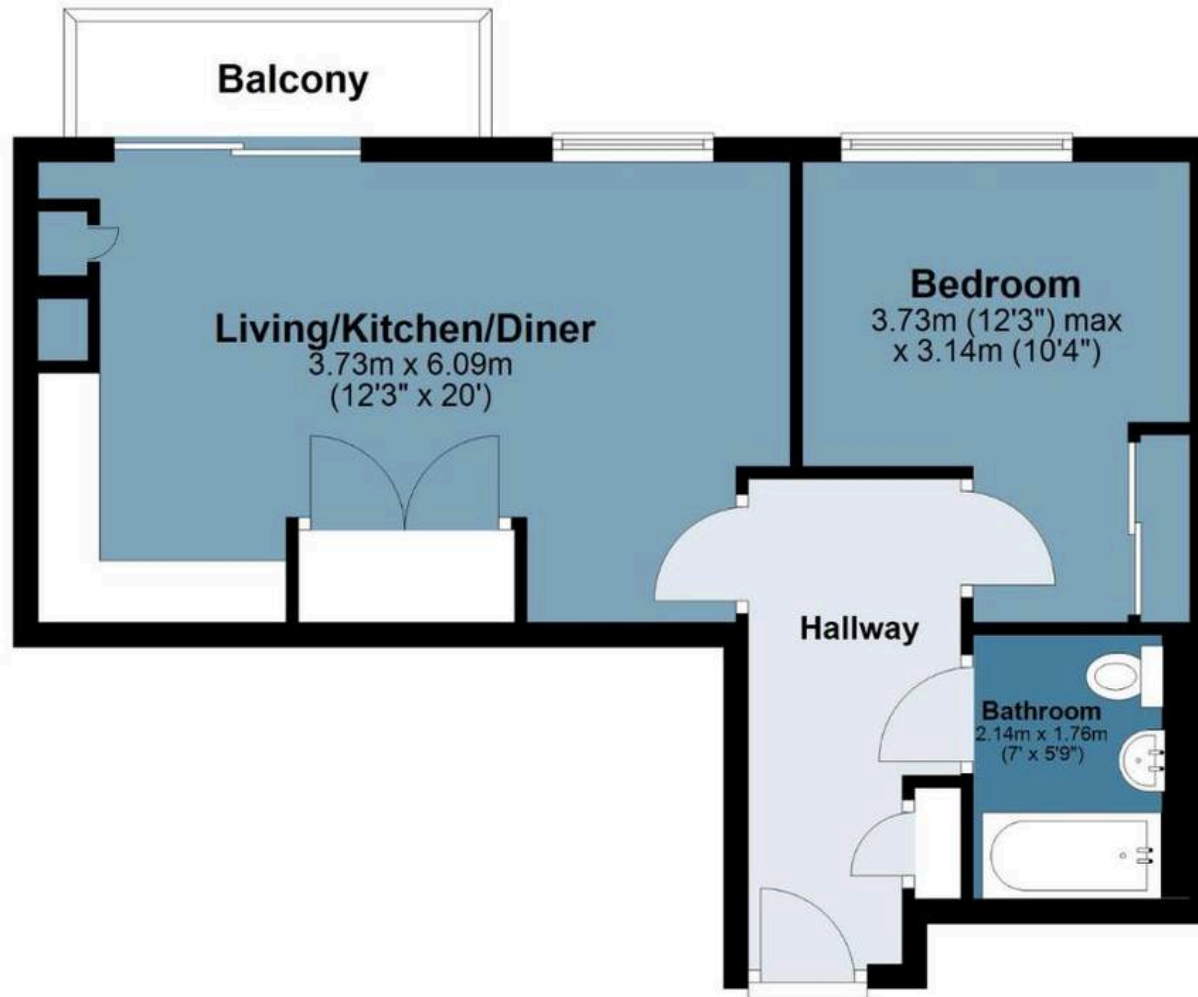 Balcony
Living/Kitchen/Diner
3.73m x 6.09m
(12'3" x 20')
Bedroom
3.73m (12'3") max
x 3.14m (10'4")
Hallway
Bathroom
2.14m x 1.76m
(7' x 5'9")